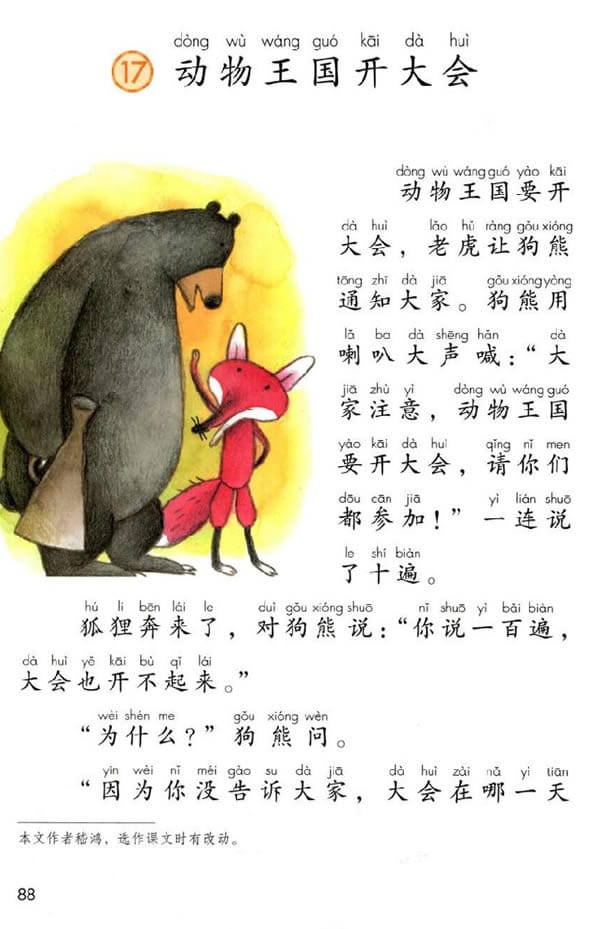 dòng wù wáng guó kāi dà huì
17 动物王国开大会
dòng wù wáng guó yào kāi
动物王国要开
dà huì lǎo hǔ ràng gǒu xióng
大会，老虎让狗熊
tōng zhī dà jiā gǒu xióng yòng
通知大家。狗熊用
lǎ ba dà shēng hǎn dà
喇叭大声喊：“大
jiā zhù yì dòng wù wáng guó
家注意，动物王国
yào kāi dà huì qǐng nǐ men
要开大会，请你们
dōu cān jiā yì lián shuō
都参加！”一连说
le shí biàn
了十遍。
hú li bēn lái le duì gǒu xióng shuō nǐ shuō yì bǎi biàn
狐狸奔来了，对狗熊说：“你说一百遍，
dà huì yě kāi bù qǐ lái
大会也开不起来。”
wèi shén me gǒu xióng wèn
“为什么？”狗熊问。
yīn wèi nǐ méi gào su dà jiā dà huì zài nǎ yì tiān
“因为你没告诉大家，大会在哪一天
本文作者嵇鸿，选作课文时有改动。
88